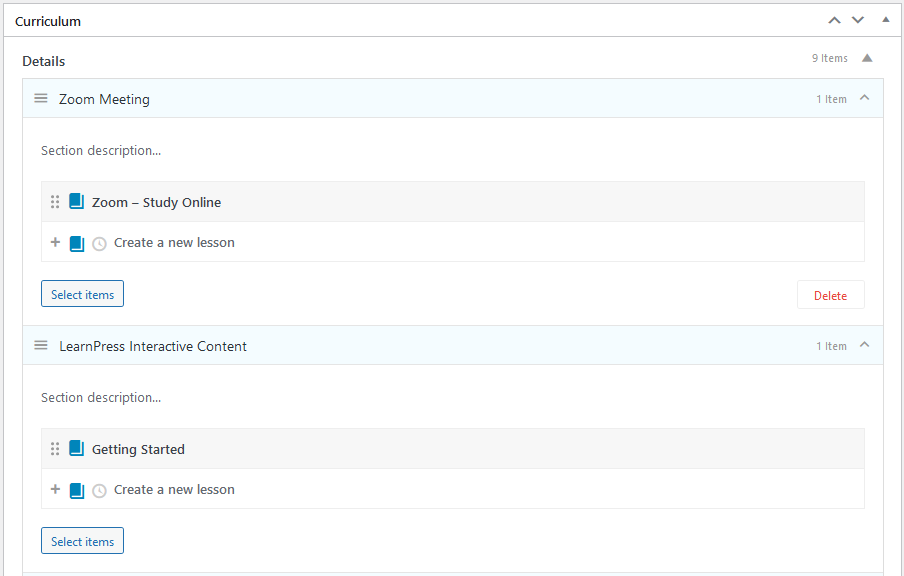 Curriculum
Details
9 Items
Zoom Meeting
1 Item
Section description...
Zoom – Study Online
Create a new lesson
Select items
Delete
LearnPress Interactive Content
1 Item
Section description...
Getting Started
Create a new lesson
Select items